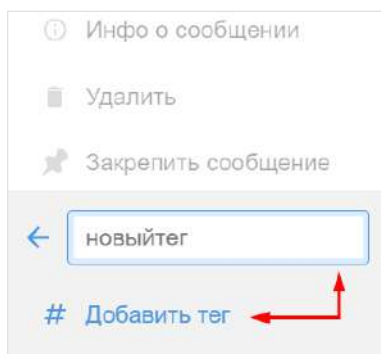 Инфо о сообщении
Удалить
Закрепить сообщение
новыйтег
# Добавить тег